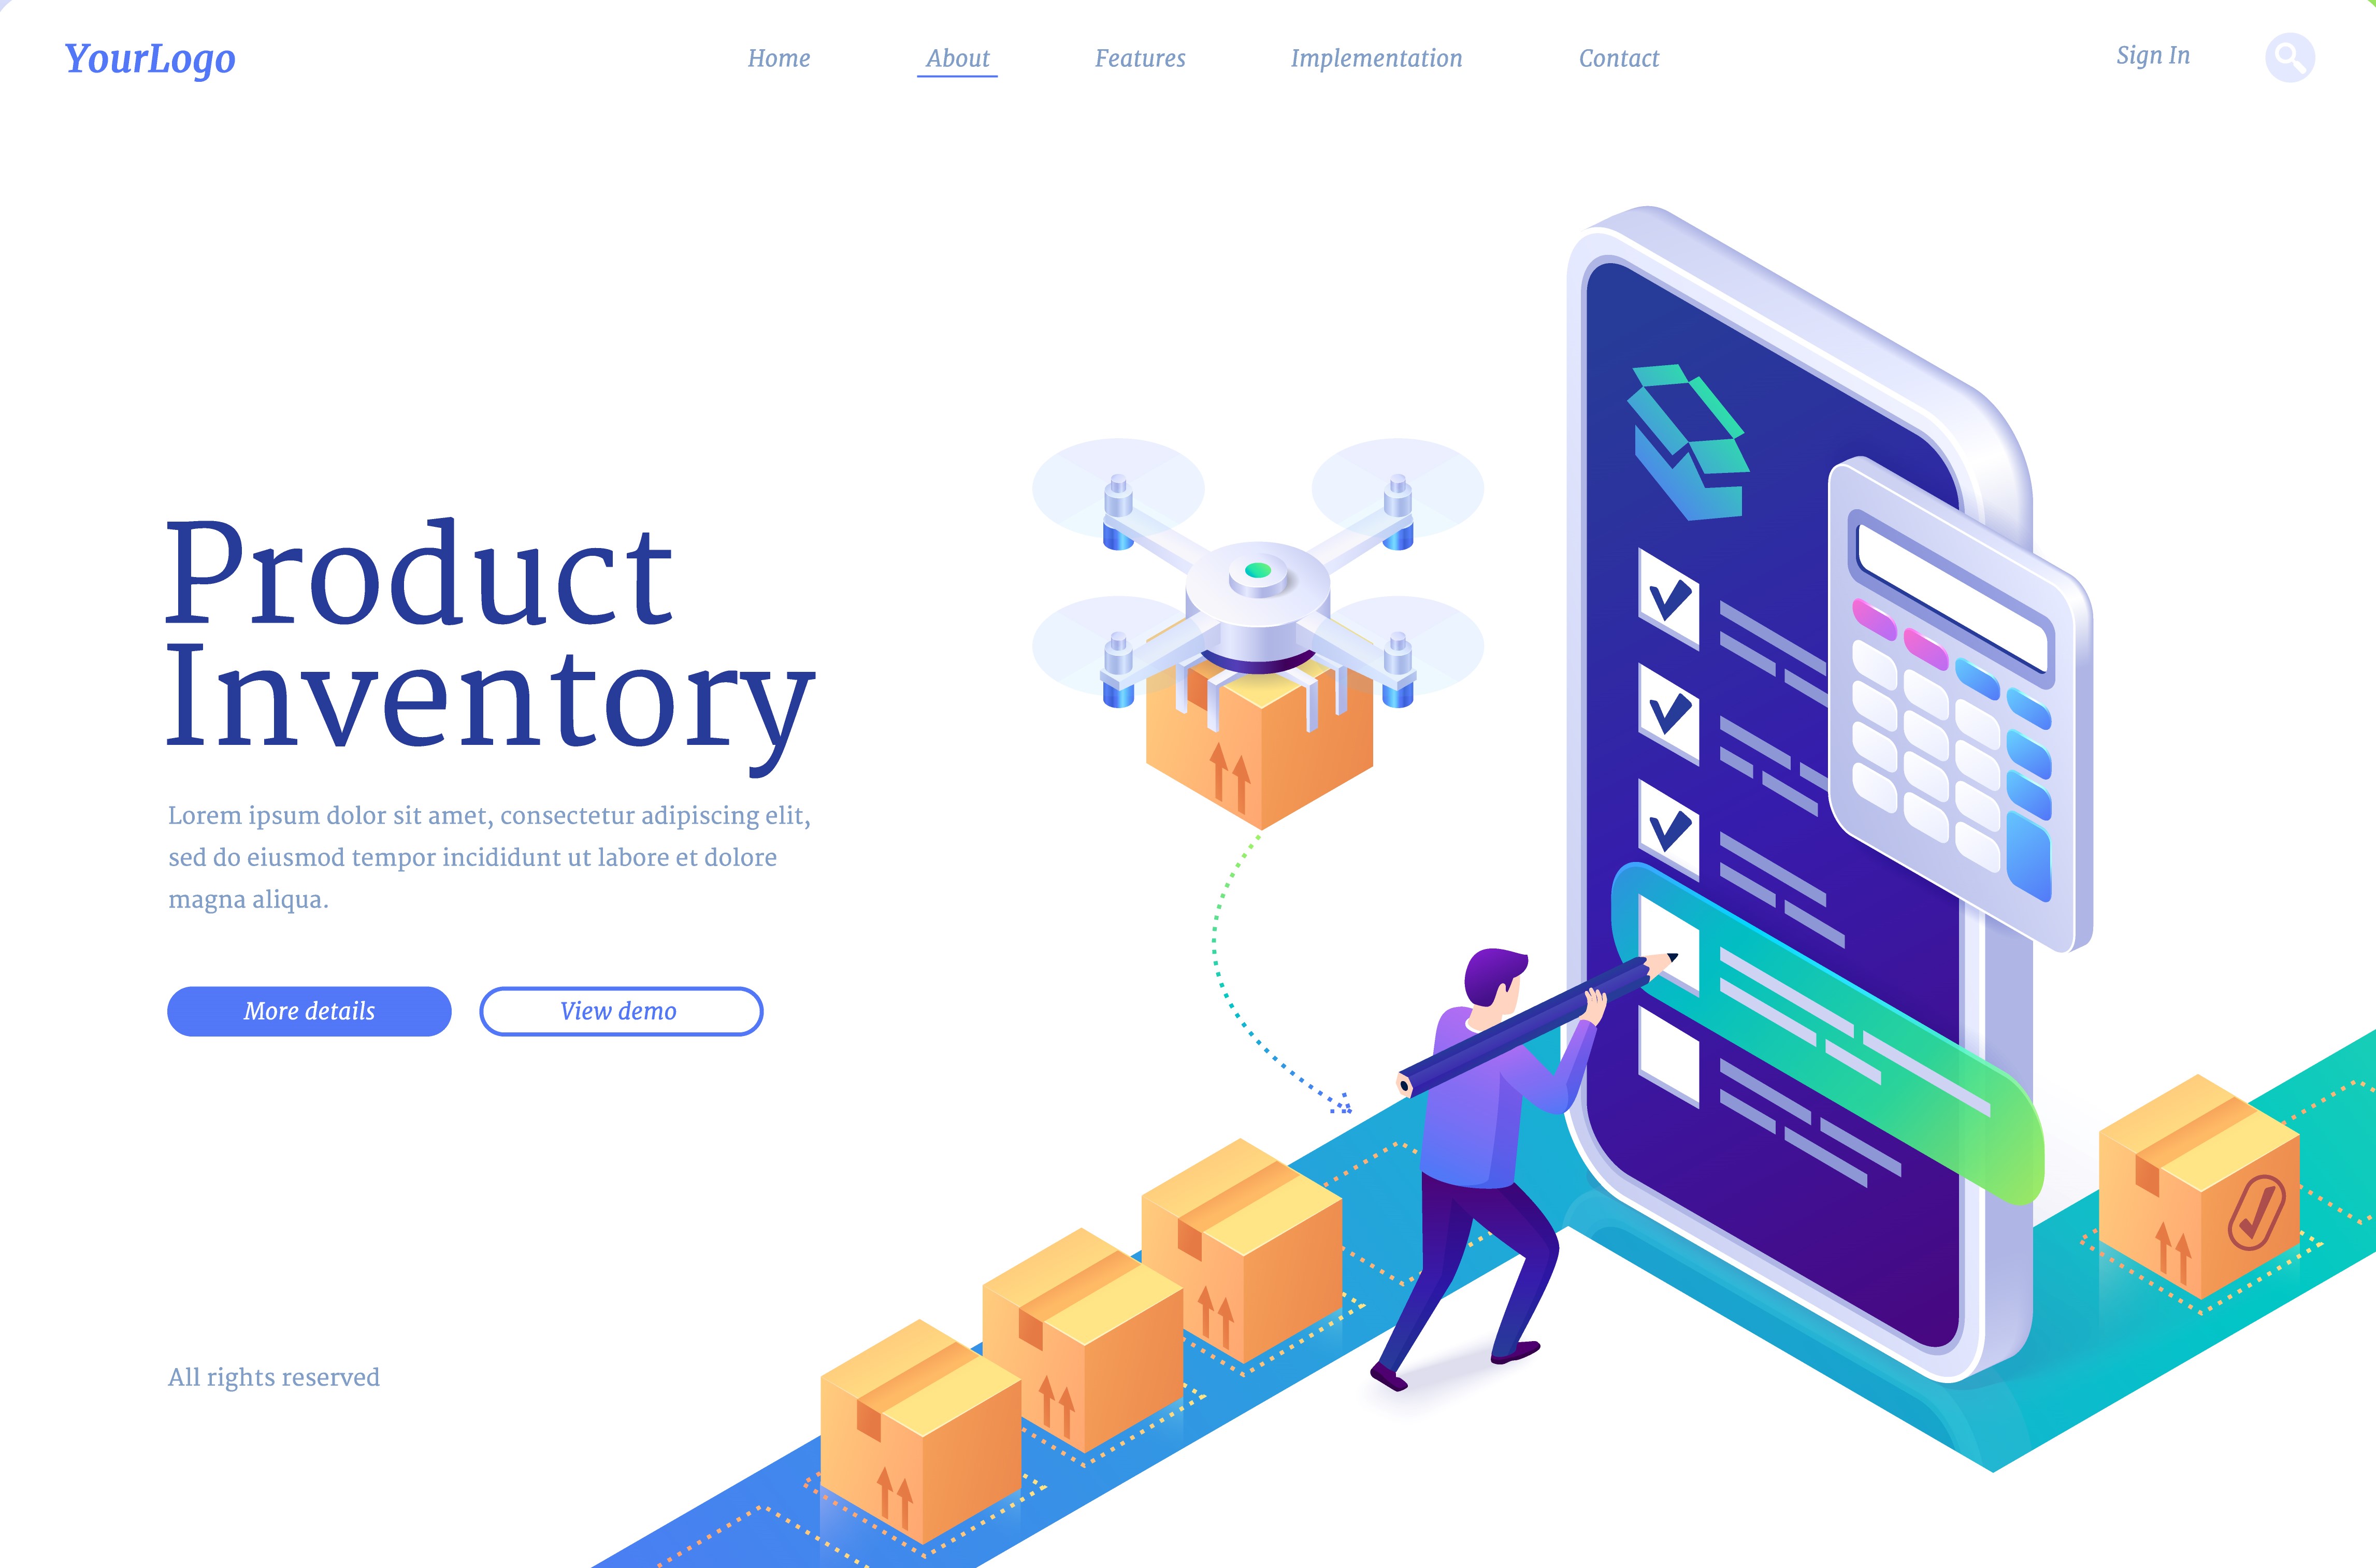 YourLogo
Home
About
Features
Implementation
Contact
Sign In
Product
Inventory
Lorem ipsum dolor sit amet, consectetur adipiscing elit,
sed do eiusmod tempor incididunt ut labore et dolore
magna aliqua.
More details
View demo
All rights reserved